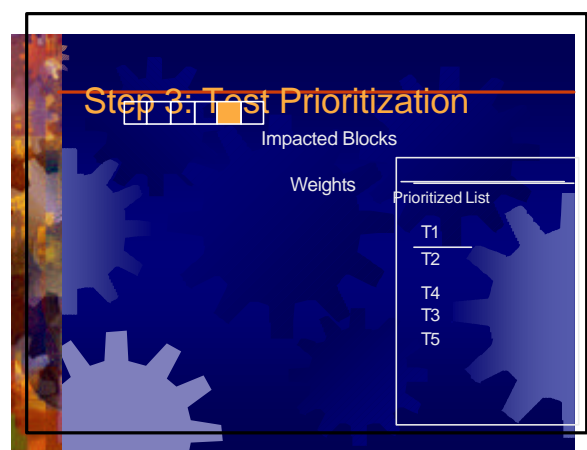 Step 3: Test Prioritization
Impacted Blocks
Weights
Prioritized List
T1
T2
T4
T3
T5